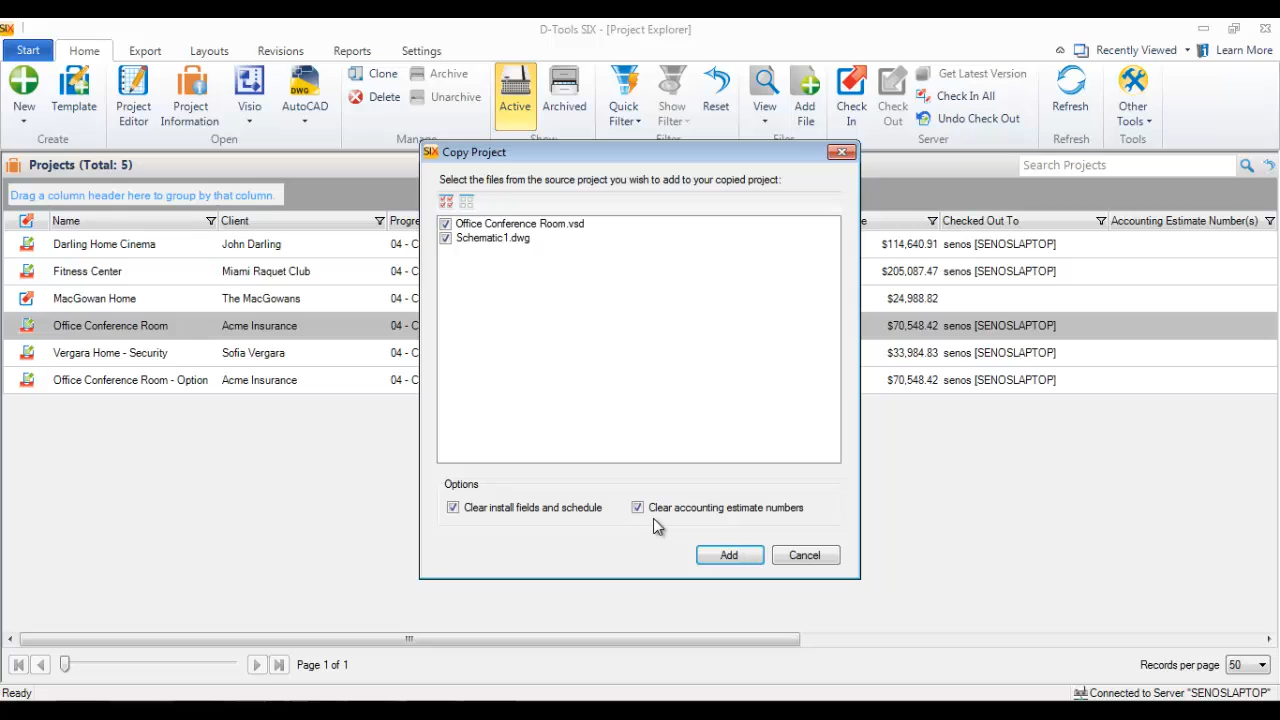 SIX
D-Tools SIX - [Project Explorer]
Start Home Export Layouts Revisions Reports Settings
Recently Viewed Learn More
New Template Project Editor Project Information Visio AutoCAD
Clone Archive
Delete Unarchive
Active Archived
Quick Filter Show Filter Reset
View Add File
Check In Check Out
Get Latest Version
Check In All
Undo Check Out
Refresh Other Tools
Create Open Server Refresh Tools
Projects (Total: 5)
Search Projects
Drag a column header here to group by that column.
Name Client Checked Out To Accounting Estimate Number(s)
Darling Home Cinema John Darling 04 - C $114,640.91 senos [SENOSLAPTOP]
Fitness Center Miami Raquet Club 04 - C $205,087.47 senos [SENOSLAPTOP]
MacGowan Home The MacGowans 04 - C $24,988.82
Office Conference Room Acme Insurance 04 - C $70,548.42 senos [SENOSLAPTOP]
Vergara Home - Security Sofia Vergara 04 - C $33,984.83 senos [SENOSLAPTOP]
Office Conference Room - Option Acme Insurance 04 - C $70,548.42 senos [SENOSLAPTOP]
SIX Copy Project
Select the files from the source project you wish to add to your copied project:
Office Conference Room.vsd
Schematic1.dwg
Options
Clear install fields and schedule Clear accounting estimate numbers
Add Cancel
Page 1 of 1
Records per page 50
Ready
Connected to Server "SENOSLAPTOP"